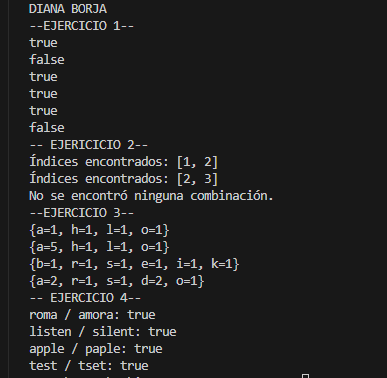 DIANA BORJA
--EJERCICIO 1--
true
false
true
true
true
false
-- EJERICICIO 2--
Índices encontrados: [1, 2]
Índices encontrados: [2, 3]
No se encontró ninguna combinación.
--EJERCICIO 3--
{a=1, h=1, l=1, o=1}
{a=5, h=1, l=1, o=1}
{b=1, r=1, s=1, e=1, i=1, k=1}
{a=2, r=1, s=1, d=2, o=1}
-- EJERCICIO 4--
roma / amora: true
listen / silent: true
apple / paple: true
test / tset: true